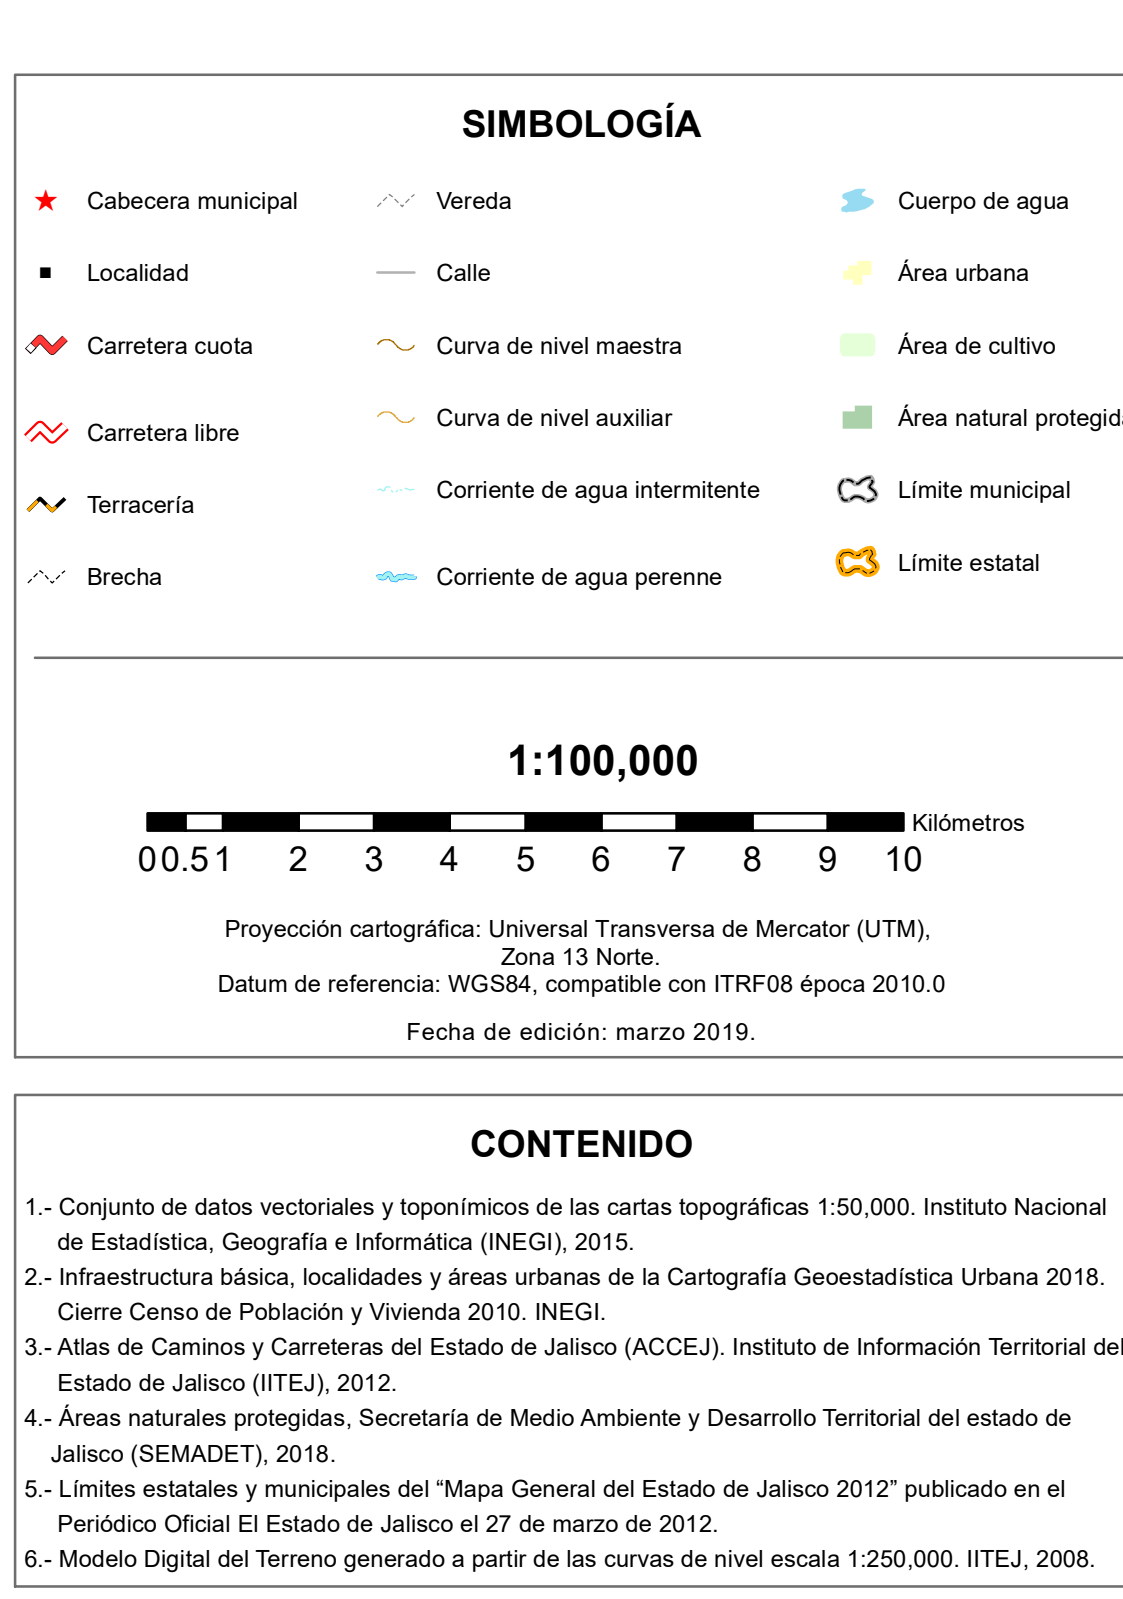 SIMBOLOGÍA
Cabecera municipal
Localidad
Carretera cuota
Carretera libre
Terracería
Brecha
Vereda
Calle
Curva de nivel maestra
Curva de nivel auxiliar
Corriente de agua intermitente
Corriente de agua perenne
Cuerpo de agua
Área urbana
Área de cultivo
Área natural protegida
Límite municipal
Límite estatal
1:100,000
Kilómetros
0 0.5 1 2 3 4 5 6 7 8 9 10
Proyección cartográfica: Universal Transversa de Mercator (UTM),
Zona 13 Norte.
Datum de referencia: WGS84, compatible con ITRF08 época 2010.0
Fecha de edición: marzo 2019.
CONTENIDO
1.- Conjunto de datos vectoriales y toponímicos de las cartas topográficas 1:50,000. Instituto Nacional
de Estadística, Geografía e Informática (INEGI), 2015.
2.- Infraestructura básica, localidades y áreas urbanas de la Cartografía Geoestadística Urbana 2018.
Cierre Censo de Población y Vivienda 2010. INEGI.
3.- Atlas de Caminos y Carreteras del Estado de Jalisco (ACCEJ). Instituto de Información Territorial del
Estado de Jalisco (IITEJ), 2012.
4.- Áreas naturales protegidas, Secretaría de Medio Ambiente y Desarrollo Territorial del estado de
Jalisco (SEMADET), 2018.
5.- Límites estatales y municipales del “Mapa General del Estado de Jalisco 2012” publicado en el
Periódico Oficial El Estado de Jalisco el 27 de marzo de 2012.
6.- Modelo Digital del Terreno generado a partir de las curvas de nivel escala 1:250,000. IITEJ, 2008.